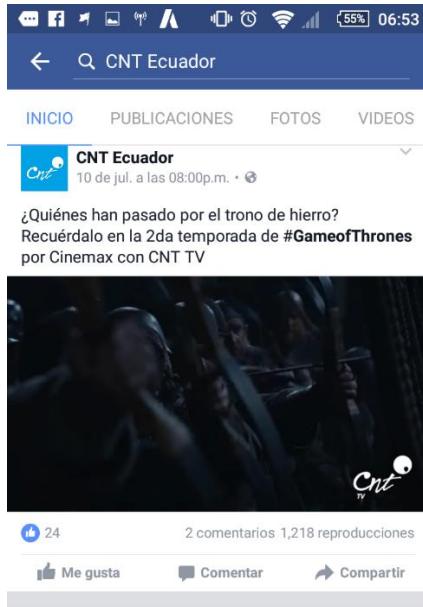 55% 06:53
CNT Ecuador
INICIO PUBLICACIONES FOTOS VIDEOS
Cnt
CNT Ecuador
10 de jul. a las 08:00p.m. •
¿Quiénes han pasado por el trono de hierro?
Recuérdalo en la 2da temporada de #GameofThrones
por Cinemax con CNT TV
Cnt
TV
24 2 comentarios 1,218 reproducciones
Me gusta Comentar Compartir